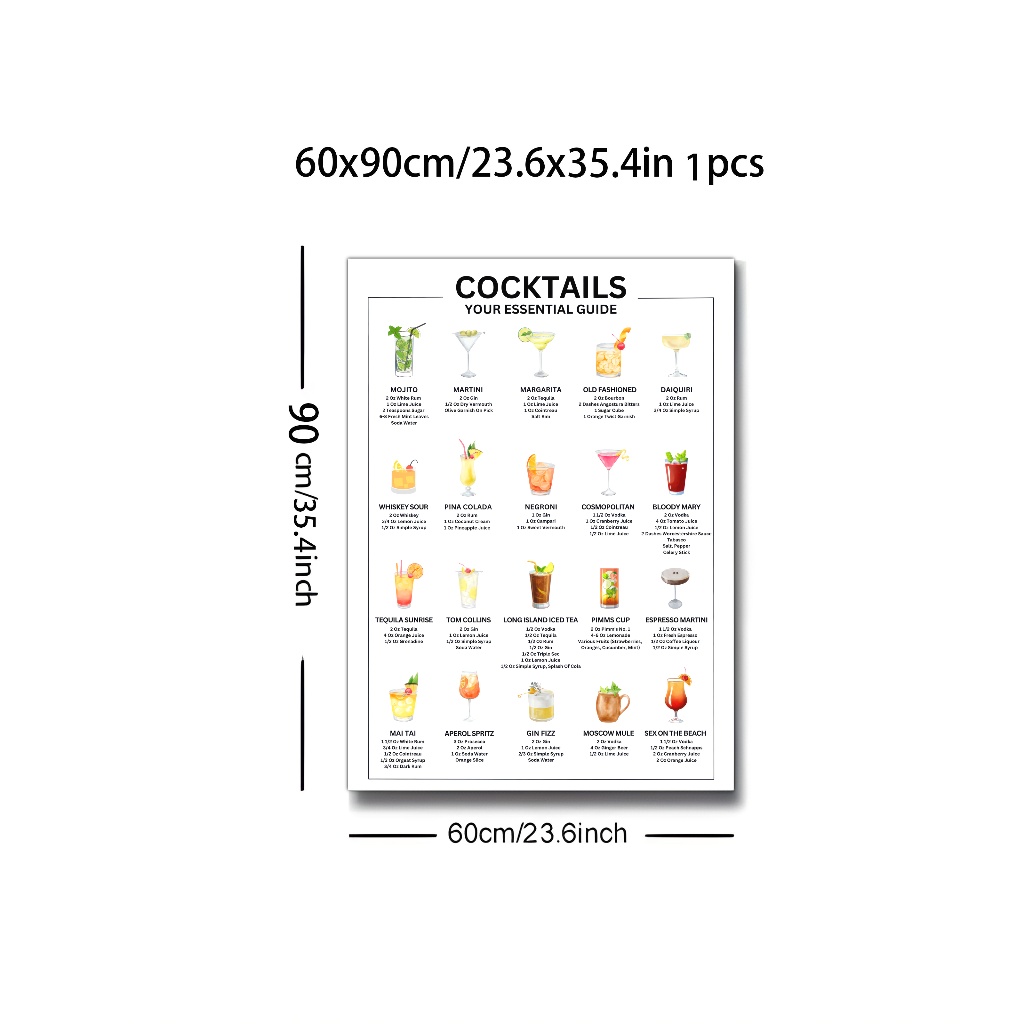 60x90cm/23.6x35.4in 1pcs
90 cm/35.4inch
COCKTAILS
YOUR ESSENTIAL GUIDE
MOJITO
2 Oz White Rum
1 Oz Lime Juice
2 Teaspoons Sugar
6-8 Fresh Mint Leaves
Soda Water
MARTINI
2 Oz Gin
1/2 Oz Dry Vermouth
Olive Garnish On Pick
MARGARITA
2 Oz Tequila
1 Oz Lime Juice
1 Oz Cointreau
Salt Rim
OLD FASHIONED
2 Oz Bourbon
2 Dashes Angostura Bitters
1 Sugar Cube
1 Orange Twist Garnish
DAIQUIRI
2 Oz Rum
1 Oz Lime Juice
3/4 Oz Simple Syrup
WHISKEY SOUR
2 Oz Whiskey
3/4 Oz Lemon Juice
1/2 Oz Simple Syrup
PINA COLADA
2 Oz Rum
1 Oz Coconut Cream
1 Oz Pineapple Juice
NEGRONI
1 Oz Gin
1 Oz Campari
1 Oz Sweet Vermouth
COSMOPOLITAN
1 1/2 Oz Vodka
1 Oz Cranberry Juice
1/2 Oz Cointreau
1/2 Oz Lime Juice
BLOODY MARY
2 Oz Vodka
4 Oz Tomato Juice
1/2 Oz Lemon Juice
2 Dashes Worcestershire Sauce
Tabasco
Salt, Pepper
Celery Stick
TEQUILA SUNRISE
2 Oz Tequila
4 Oz Orange Juice
1/2 Oz Grenadine
TOM COLLINS
2 Oz Gin
1 Oz Lemon Juice
1/2 Oz Simple Syrup
Soda Water
LONG ISLAND ICED TEA
1/2 Oz Vodka
1/2 Oz Tequila
1/2 Oz Rum
1/2 Oz Gin
1/2 Oz Triple Sec
1 Oz Lemon Juice
1/2 Oz Simple Syrup, Splash Of Cola
PIMMS CUP
2 Oz Pimm's No. 1
4-6 Oz Lemonade
Various Fruits (Strawberries,
Oranges, Cucumber, Mint)
ESPRESSO MARTINI
1 1/2 Oz Vodka
1 Oz Fresh Espresso
1/2 Oz Coffee Liqueur
1/2 Oz Simple Syrup
MAI TAI
1 1/2 Oz White Rum
3/4 Oz Lime Juice
1/2 Oz Cointreau
1/2 Oz Orgeat Syrup
3/4 Oz Dark Rum
APEROL SPRITZ
3 Oz Prosecco
2 Oz Aperol
1 Oz Soda Water
Orange Slice
GIN FIZZ
2 Oz Gin
1 Oz Lemon Juice
2/3 Oz Simple Syrup
Soda Water
MOSCOW MULE
2 Oz Vodka
4 Oz Ginger Beer
1/2 Oz Lime Juice
SEX ON THE BEACH
1 1/2 Oz Vodka
1/2 Oz Peach Schnapps
2 Oz Cranberry Juice
2 Oz Orange Juice
60cm/23.6inch